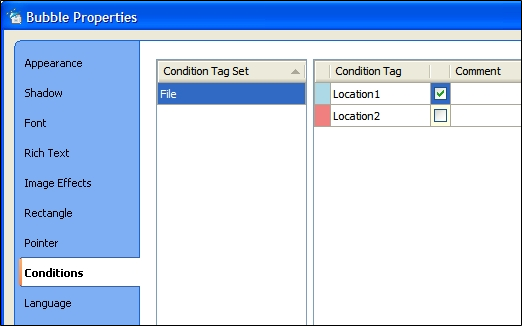 Bubble Properties
Appearance
Shadow
Font
Rich Text
Image Effects
Rectangle
Pointer
Conditions
Language
Condition Tag Set
File
Condition Tag Comment
Location1
Location2